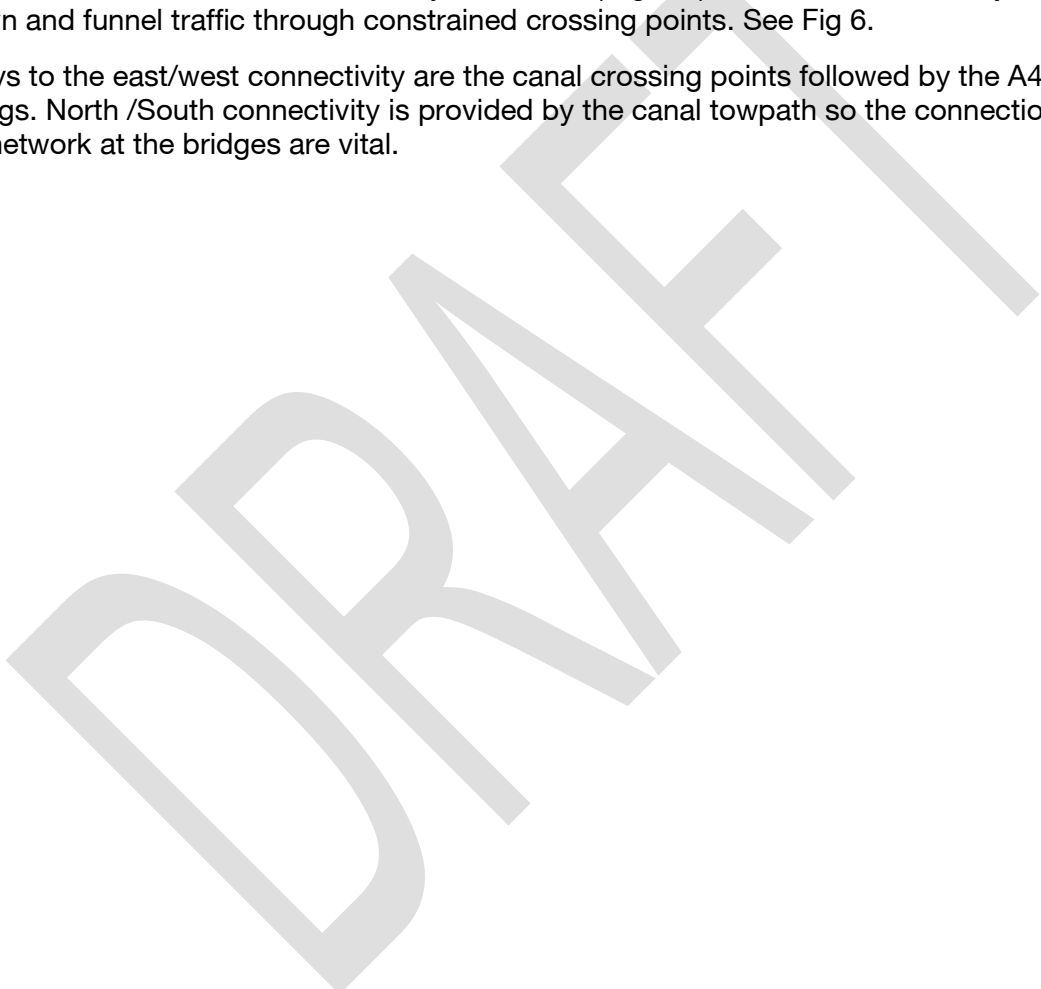 n and funnel traffic through constrained crossing points. See Fig 6.
ys to the east/west connectivity are the canal crossing points followed by the A4
gs. North /South connectivity is provided by the canal towpath so the connectio
network at the bridges are vital.
DRAFT